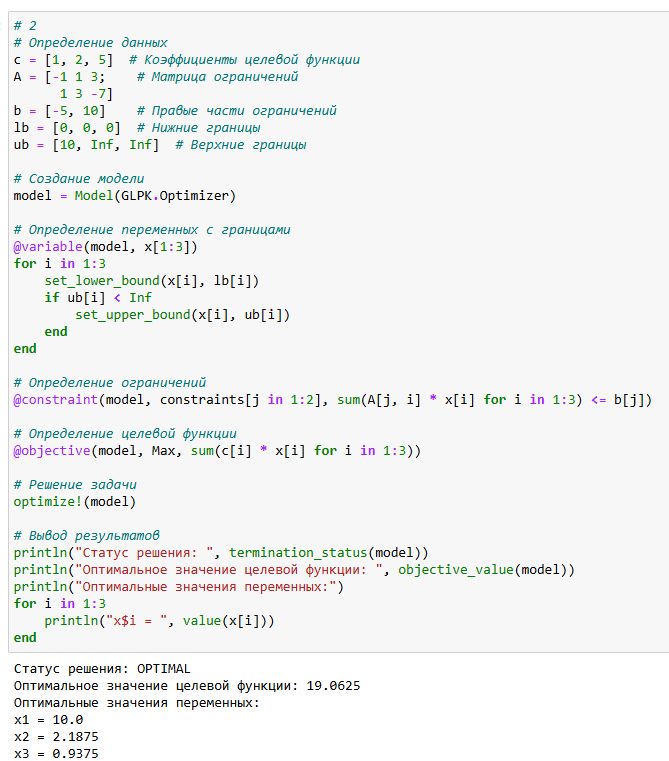 # 2
# Определение данных
c = [1, 2, 5]  # Коэффициенты целевой функции
A = [-1 1 3;    # Матрица ограничений
      1 3 -7]
b = [-5, 10]    # Правые части ограничений
lb = [0, 0, 0]  # Нижние границы
ub = [10, Inf, Inf]  # Верхние границы

# Создание модели
model = Model(GLPK.Optimizer)

# Определение переменных с границами
@variable(model, x[1:3])
for i in 1:3
    set_lower_bound(x[i], lb[i])
    if ub[i] < Inf
        set_upper_bound(x[i], ub[i])
    end
end

# Определение ограничений
@constraint(model, constraints[j in 1:2], sum(A[j, i] * x[i] for i in 1:3) <= b[j])

# Определение целевой функции
@objective(model, Max, sum(c[i] * x[i] for i in 1:3))

# Решение задачи
optimize!(model)

# Вывод результатов
println("Статус решения: ", termination_status(model))
println("Оптимальное значение целевой функции: ", objective_value(model))
println("Оптимальные значения переменных:")
for i in 1:3
    println("x$i = ", value(x[i]))
end
Статус решения: OPTIMAL
Оптимальное значение целевой функции: 19.0625
Оптимальные значения переменных:
x1 = 10.0
x2 = 2.1875
x3 = 0.9375